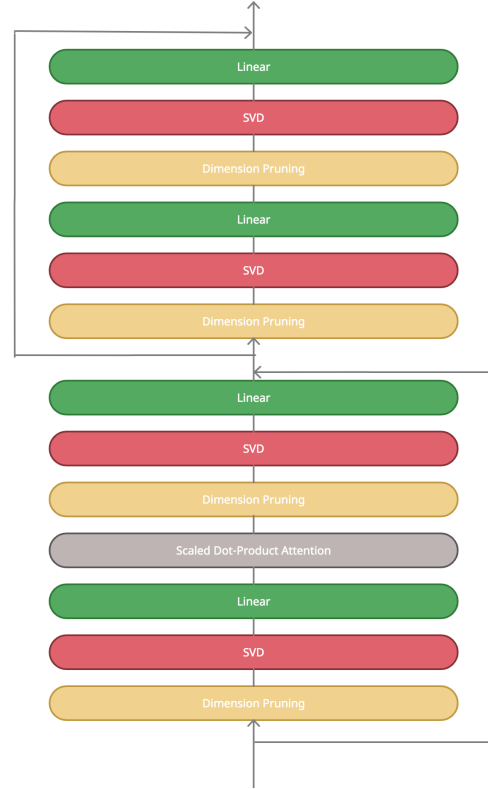 Linear
SVD
Dimension Pruning
Linear
SVD
Dimension Pruning
Linear
SVD
Dimension Pruning
Scaled Dot-Product Attention
Linear
SVD
Dimension Pruning